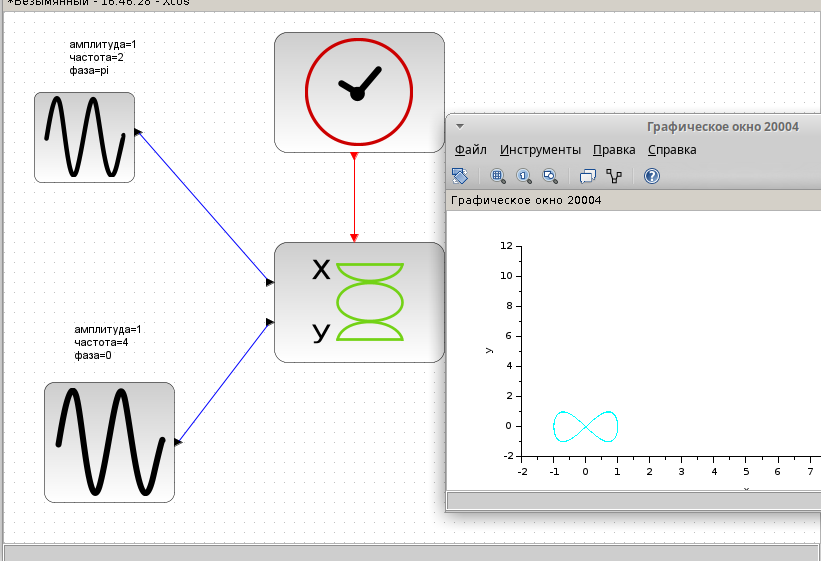 *Безымянный - 16:46:28 - Xcos
амплитуда=1
частота=2
фаза=pi
X
У
амплитуда=1
частота=4
фаза=0
Графическое окно 20004
Файл Инструменты Правка Справка
Графическое окно 20004
12
10
8
6
4
2
0
-2
y
-2 -1 0 1 2 3 4 5 6 7